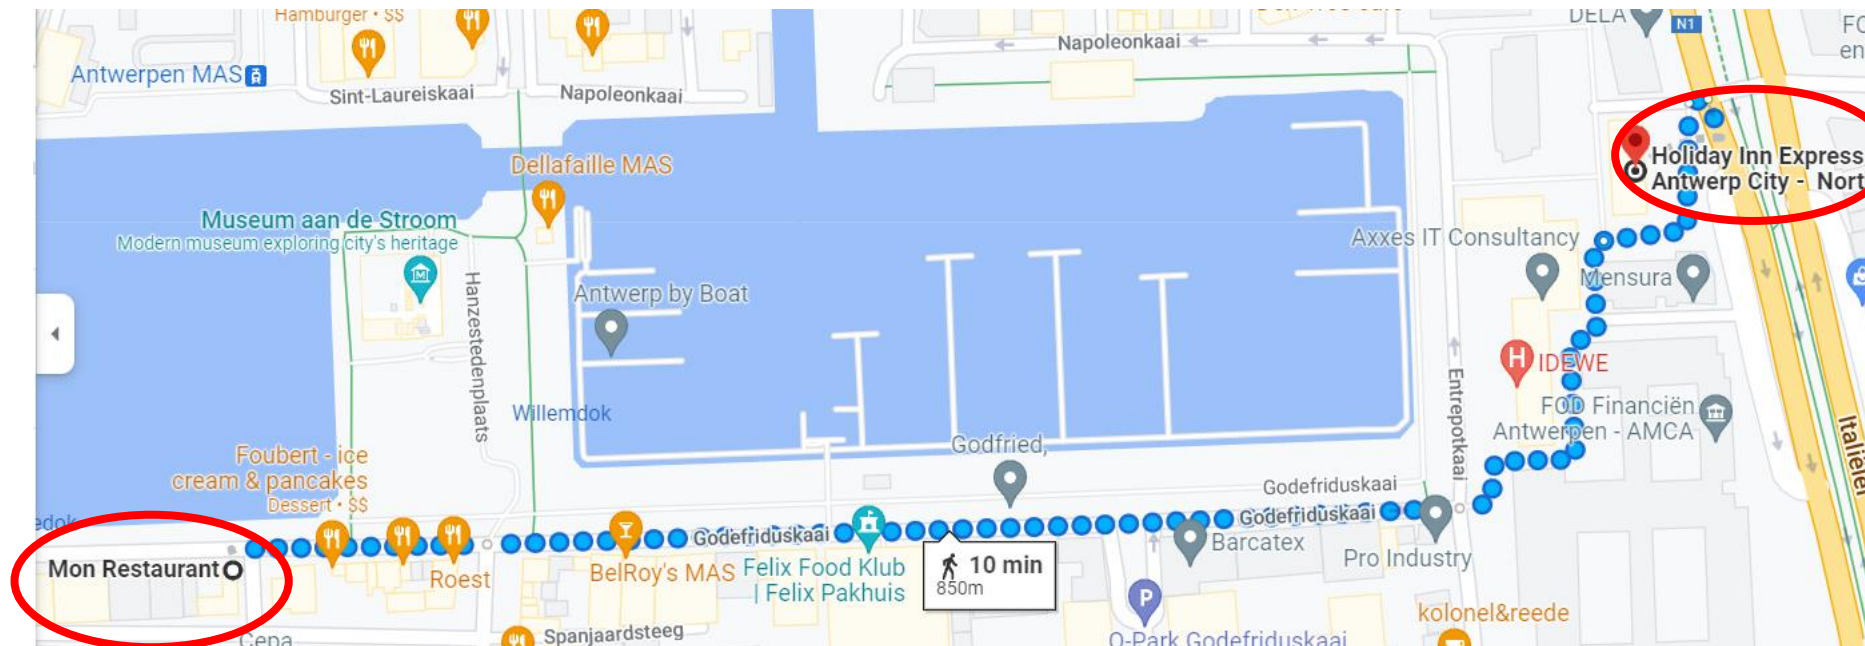 Hamburger • $$
DELA
N1
Napoleonkaai
Antwerpen MAS
Sint-Laureiskaai
Napoleonkaai
Dellafaille MAS
Holiday Inn Express
Antwerp City - Nort
Museum aan de Stroom
Modern museum exploring city's heritage
Axxes IT Consultancy
Mensura
Antwerp by Boat
Hanzestedenplaats
H IDEWE
Entrepotkaai
Willemdok
FOD Financiën
Antwerpen - AMCA
Italiëlei
Godfried,
Foubert - ice
cream & pancakes
Dessert • $$
Godefriduskaai
Godefriduskaai
Godefriduskaai
Mon Restaurant
Roest
BelRoy's MAS
Felix Food Klub
| Felix Pakhuis
10 min
850m
Barcatex
Pro Industry
P
kolonel&reede
Spanjaardsteeg
Cepa
Q-Park Godefriduskaai